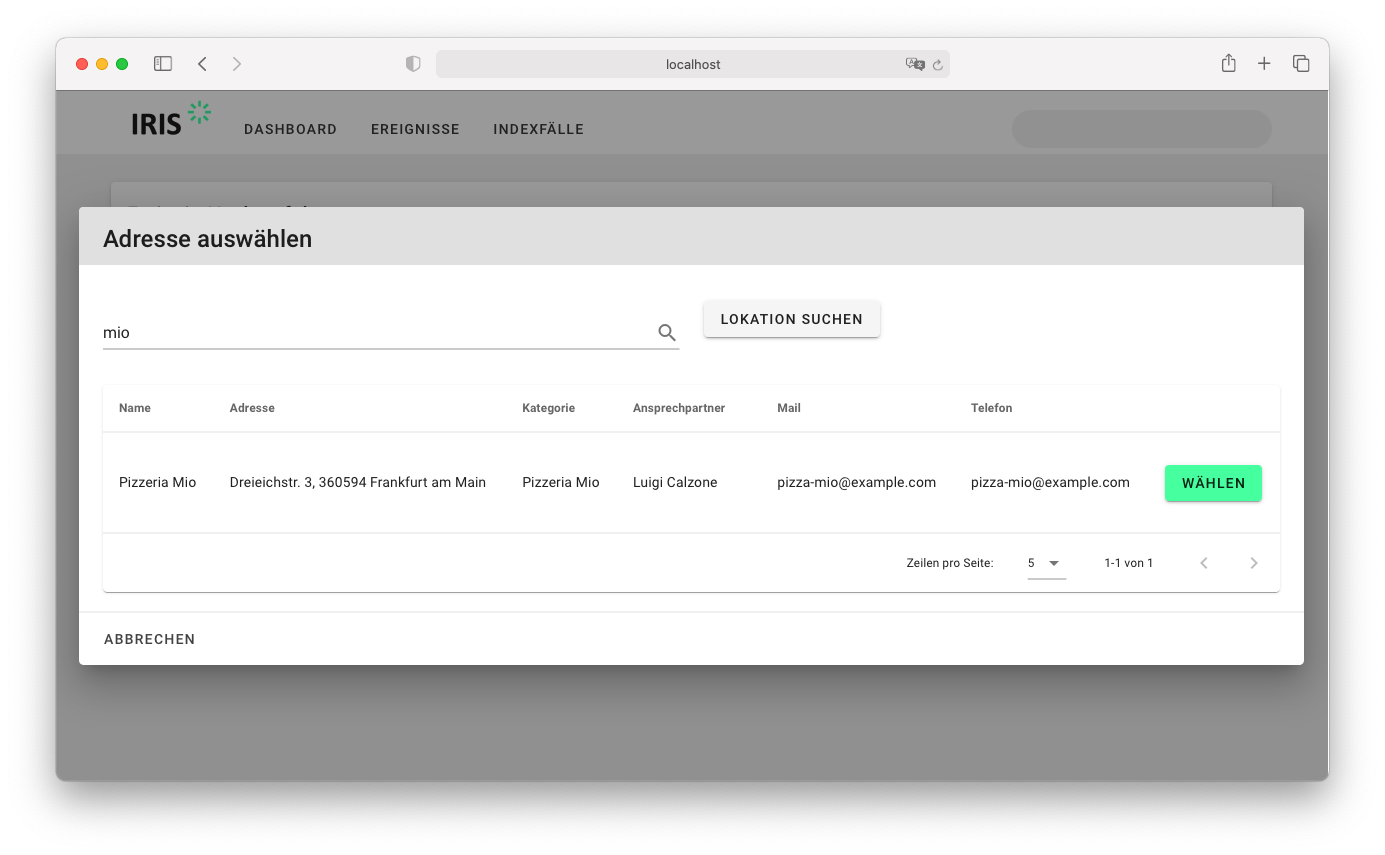 localhost
IRIS DASHBOARD EREIGNISSE INDEXFÄLLE
Adresse auswählen
mio LOKATION SUCHEN
Name Adresse Kategorie Ansprechpartner Mail Telefon
Pizzeria Mio Dreieichstr. 3, 360594 Frankfurt am Main Pizzeria Mio Luigi Calzone pizza-mio@example.com pizza-mio@example.com WÄHLEN
Zeilen pro Seite: 5 1-1 von 1
ABBRECHEN